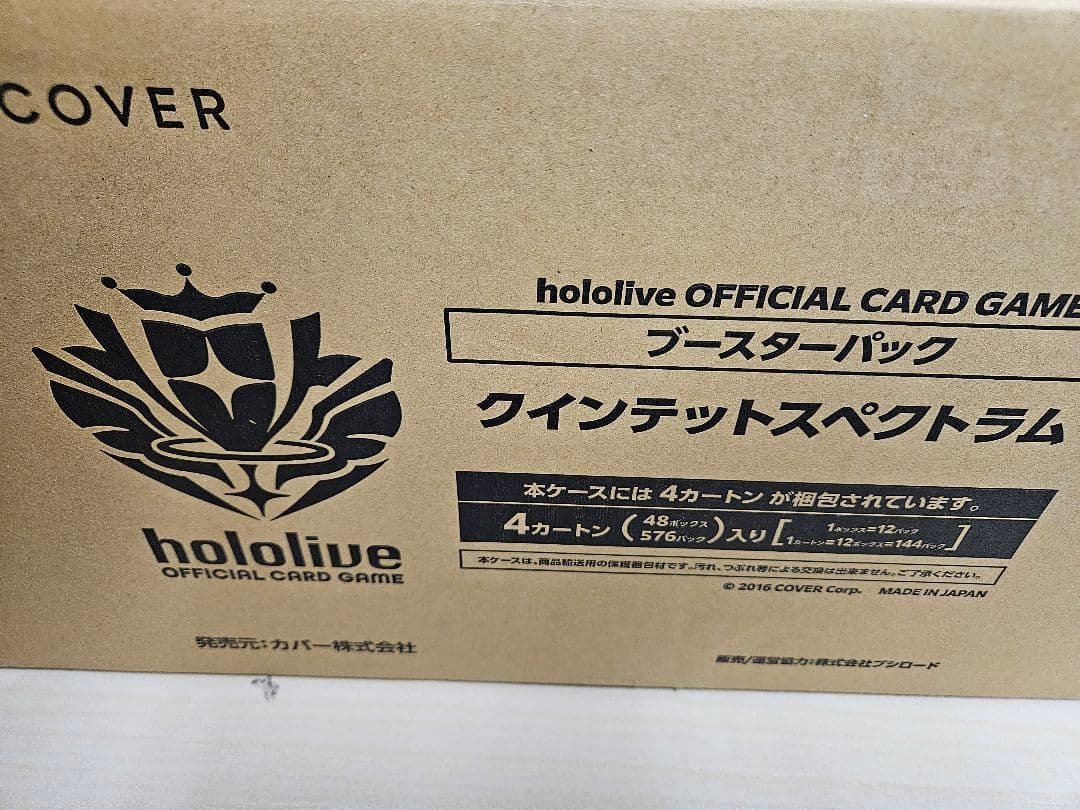 COVER
hololive
OFFICIAL CARD GAME
hololive OFFICIAL CARD GAME
ブースターパック
クインテットスペクトラム
本ケースには 4カートン が梱包されています。
4カートン (48ボックス 576パック) 入り [1ボックス=12パック 1カートン=12ボックス=144パック]
本ケースは、商品輸送用の保護梱包材です。汚れ、つぶれ等による交換は出来ません。ご了承ください。
© 2016 COVER Corp. MADE IN JAPAN
発売元:カバー株式会社
販売/運営協力:株式会社ブシロード